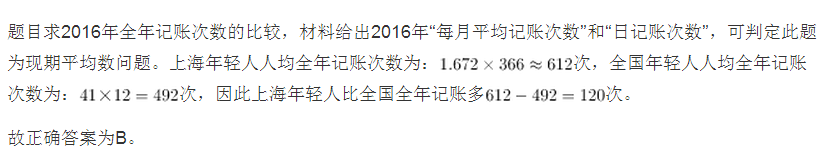 题目求2016年全年记账次数的比较，材料给出2016年“每月平均记账次数”和“日记账次数”，可判定此题
为现期平均数问题。上海年轻人人均全年记账次数为：1.672 × 366 ≈ 612次，全国年轻人人均全年记账
次数为：41×12 = 492次，因此上海年轻人比全国全年记账多612 − 492 = 120次。
故正确答案为B。